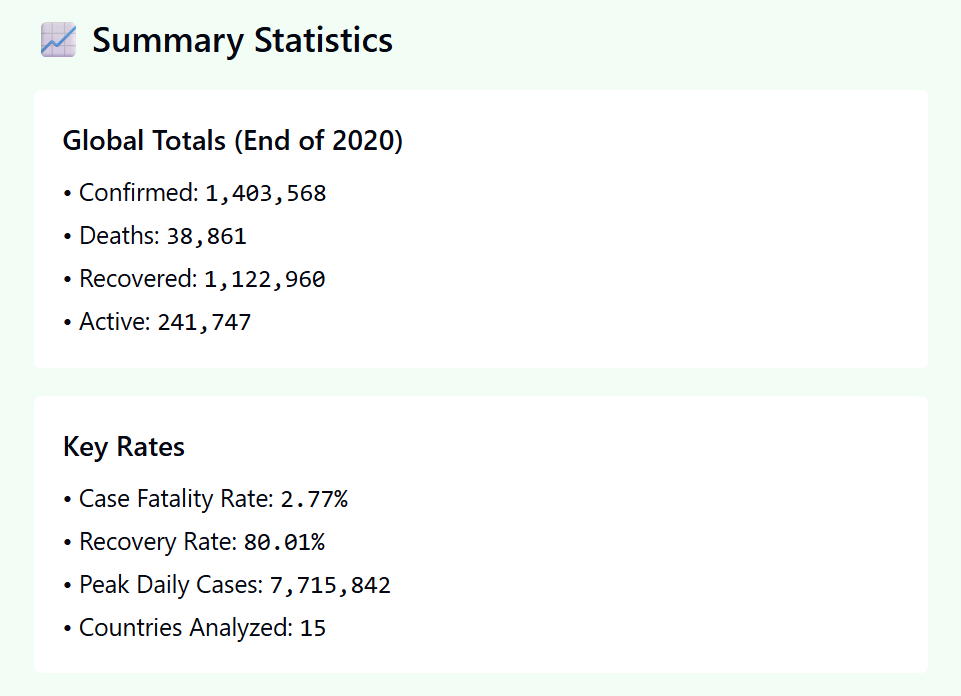 Summary Statistics
Global Totals (End of 2020)
• Confirmed: 1,403,568
• Deaths: 38,861
• Recovered: 1,122,960
• Active: 241,747
Key Rates
• Case Fatality Rate: 2.77%
• Recovery Rate: 80.01%
• Peak Daily Cases: 7,715,842
• Countries Analyzed: 15